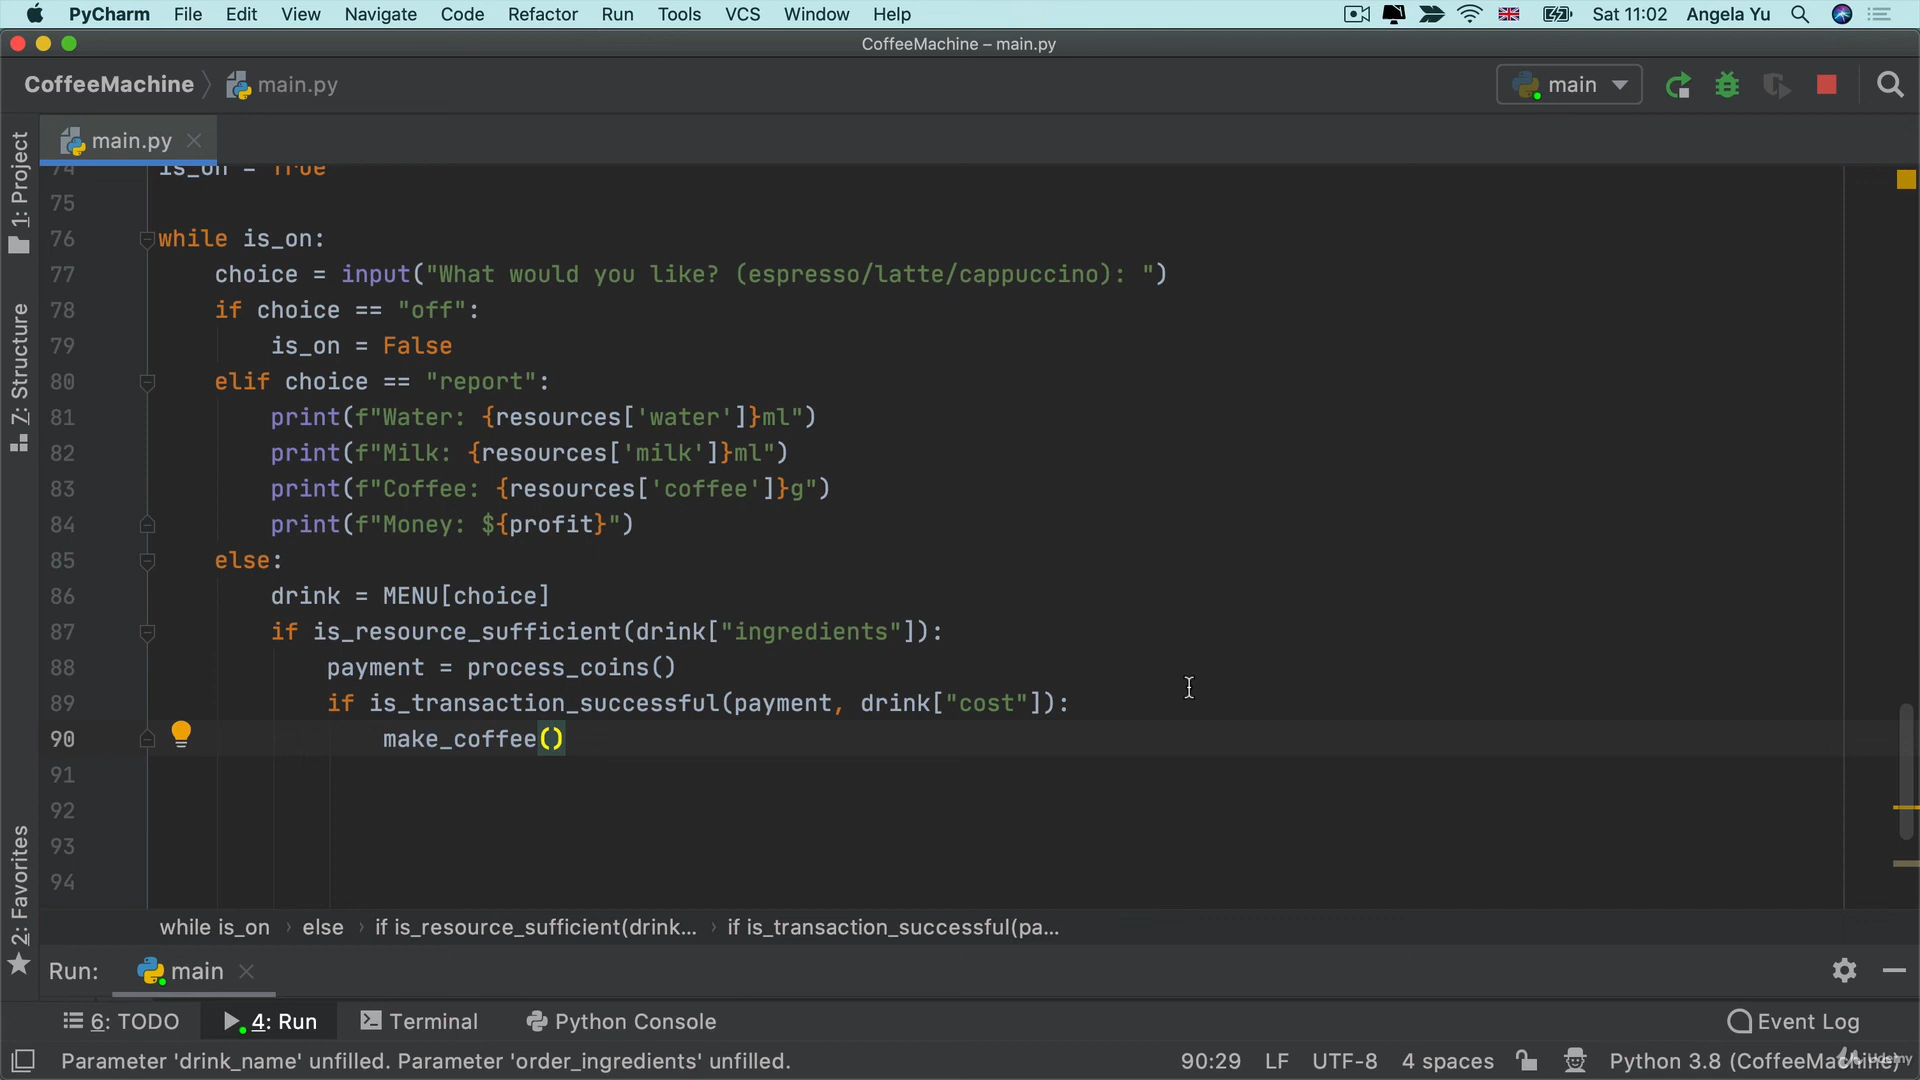 PyCharm File Edit View Navigate Code Refactor Run Tools VCS Window Help Sat 11:02 Angela Yu
CoffeeMachine – main.py
CoffeeMachine main.py main
main.py
1: Project
7: Structure
2: Favorites
74 is_on = True
75
76 while is_on:
77 choice = input("What would you like? (espresso/latte/cappuccino): ")
78 if choice == "off":
79 is_on = False
80 elif choice == "report":
81 print(f"Water: {resources['water']}ml")
82 print(f"Milk: {resources['milk']}ml")
83 print(f"Coffee: {resources['coffee']}g")
84 print(f"Money: ${profit}")
85 else:
86 drink = MENU[choice]
87 if is_resource_sufficient(drink["ingredients"]):
88 payment = process_coins()
89 if is_transaction_successful(payment, drink["cost"]):
90 make_coffee()
91
92
93
94
while is_on › else › if is_resource_sufficient(drink... › if is_transaction_successful(pa...
Run: main
6: TODO 4: Run Terminal Python Console Event Log
Parameter 'drink_name' unfilled. Parameter 'order_ingredients' unfilled. 90:29 LF UTF-8 4 spaces Python 3.8 (CoffeeMachine)
Udemy